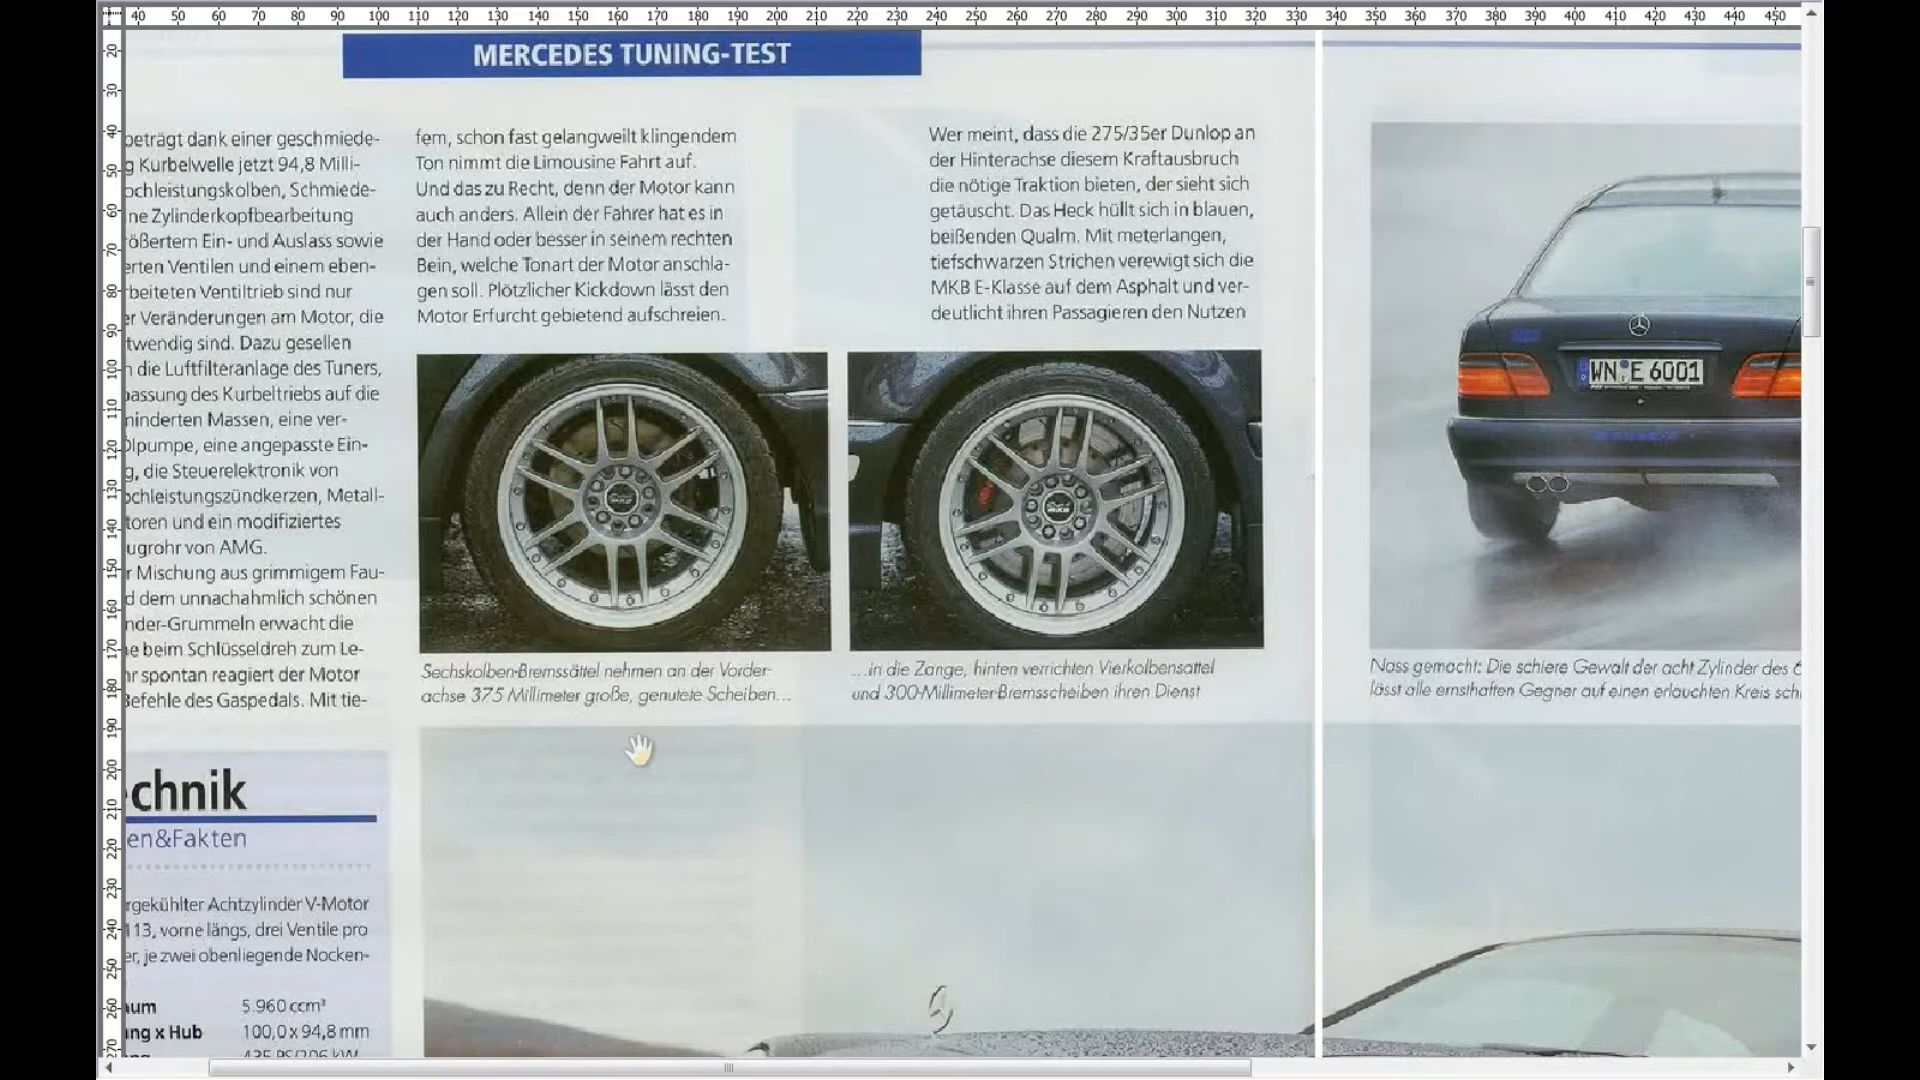 MERCEDES TUNING-TEST
beträgt dank einer geschmiede-
Kurbelwelle jetzt 94,8 Milli-
ochleistungskolben, Schmiede-
ne Zylinderkopfbearbeitung
ößertem Ein- und Auslass sowie
erten Ventilen und einem eben-
rbeiteten Ventiltrieb sind nur
er Veränderungen am Motor, die
twendig sind. Dazu gesellen
die Luftfilteranlage des Tuners,
assung des Kurbeltriebs auf die
minderten Massen, eine ver-
Ölpumpe, eine angepasste Ein-
g, die Steuerelektronik von
ochleistungszündkerzen, Metall-
toren und ein modifiziertes
ugrohr von AMG.
r Mischung aus grimmigem Fau-
d dem unnachahmlich schönen
nder-Grummeln erwacht die
e beim Schlüsseldreh zum Le-
r spontan reagiert der Motor
Befehle des Gaspedals. Mit tie-
fem, schon fast gelangweilt klingendem
Ton nimmt die Limousine Fahrt auf.
Und das zu Recht, denn der Motor kann
auch anders. Allein der Fahrer hat es in
der Hand oder besser in seinem rechten
Bein, welche Tonart der Motor anschla-
gen soll. Plötzlicher Kickdown lässt den
Motor Erfurcht gebietend aufschreien.
Wer meint, dass die 275/35er Dunlop an
der Hinterachse diesem Kraftausbruch
die nötige Traktion bieten, der sieht sich
getäuscht. Das Heck hüllt sich in blauen,
beißenden Qualm. Mit meterlangen,
tiefschwarzen Strichen verewigt sich die
MKB E-Klasse auf dem Asphalt und ver-
deutlicht ihren Passagieren den Nutzen
WN E 6001
Sechskolben-Bremssättel nehmen an der Vorder-
achse 375 Millimeter große, genutete Scheiben...
...in die Zange, hinten verrichten Vierkolbensattel
und 300-Millimeter-Bremsscheiben ihren Dienst
Nass gemacht: Die schiere Gewalt der acht Zylinder des 6
lässt alle ernsthaften Gegner auf einen erlauchten Kreis sch
chnik
en&Fakten
rgekühlter Achtzylinder V-Motor
113, vorne längs, drei Ventile pro
er, je zwei obenliegende Nocken-
aum 5.960 ccm³
ng x Hub 100,0 x 94,8 mm